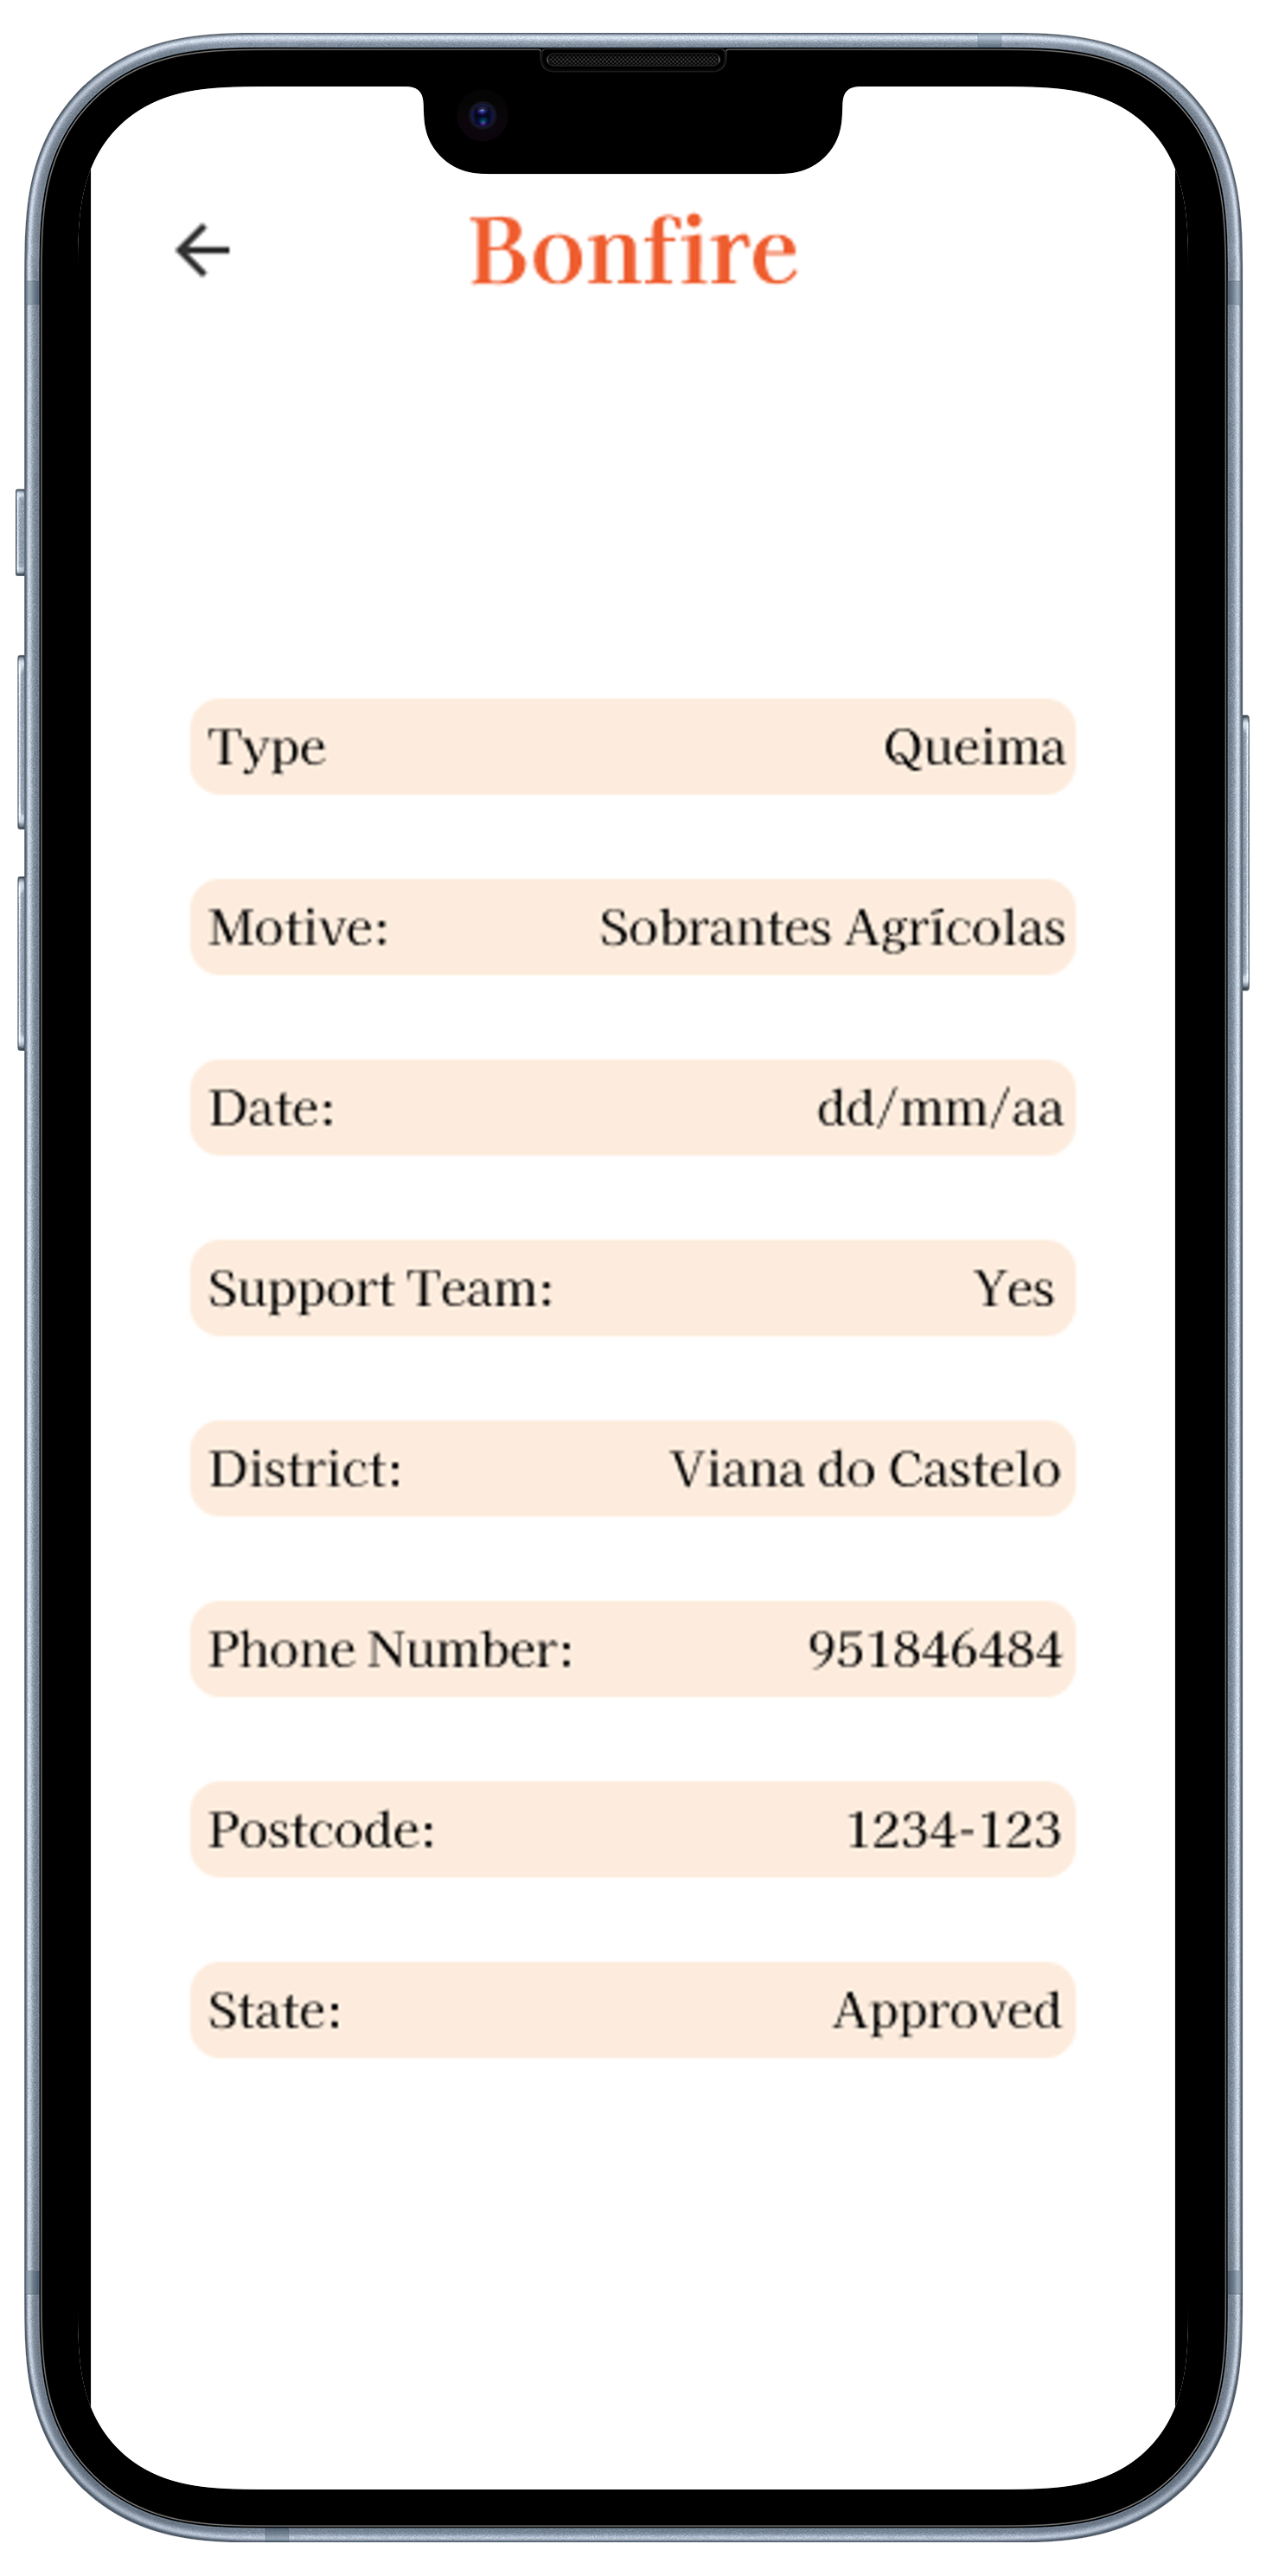 Bonfire
Type Queima
Motive: Sobrantes Agrícolas
Date: dd/mm/aa
Support Team: Yes
District: Viana do Castelo
Phone Number: 951846484
Postcode: 1234-123
State: Approved